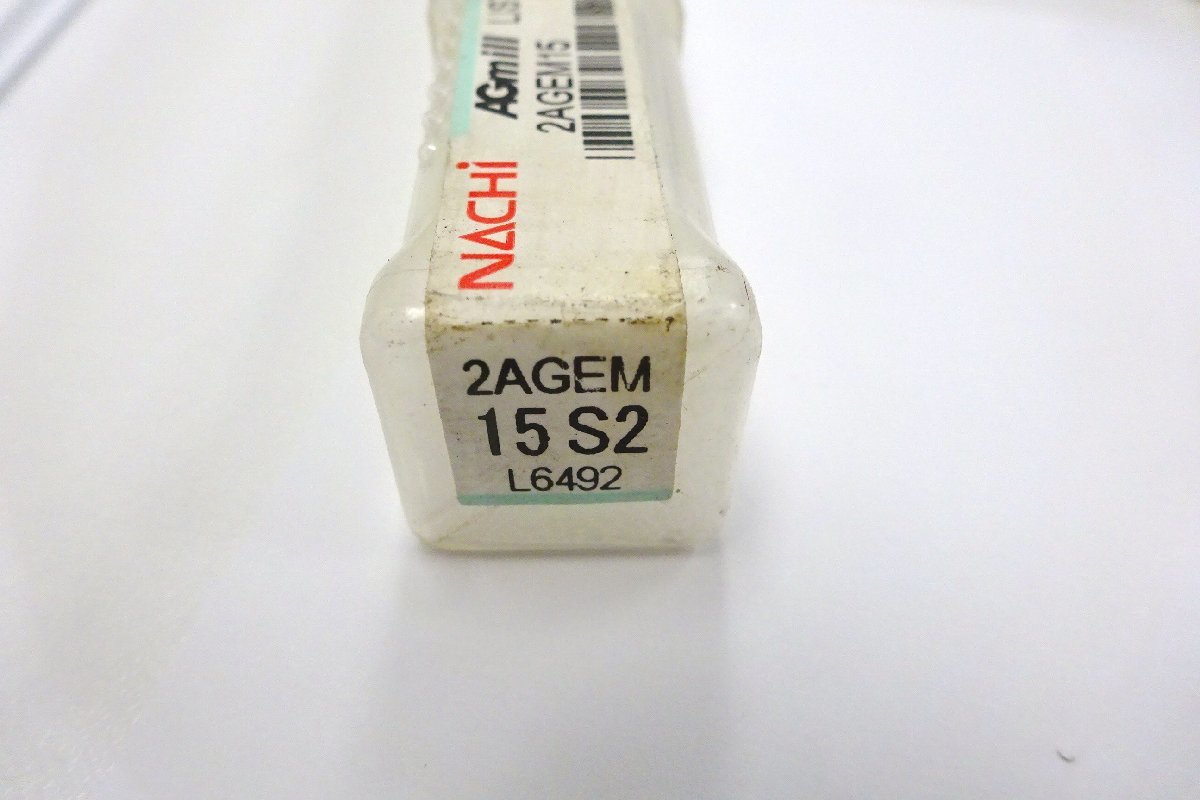 AGmill
2AGEM15
NACHi
2AGEM
15 S2
L6492